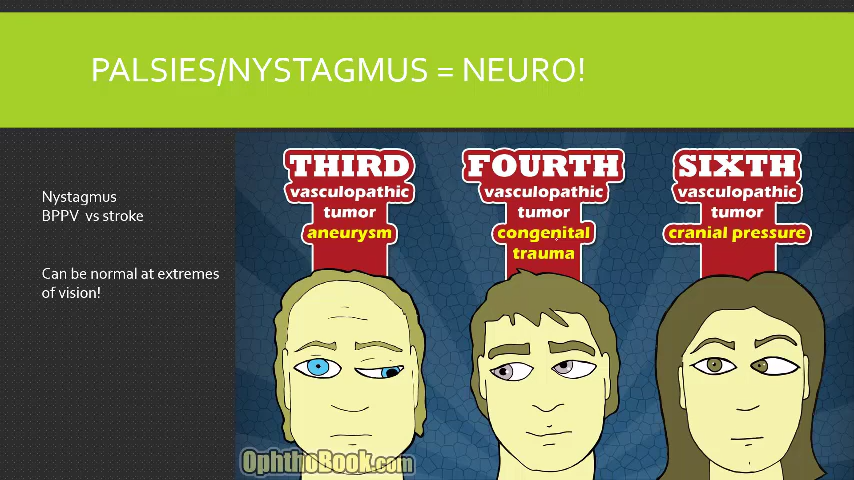 PALSIES/NYSTAGMUS = NEURO!
Nystagmus
BPPV vs stroke
Can be normal at extremes
of vision!
THIRD
vasculopathic
tumor
aneurysm
FOURTH
vasculopathic
tumor
congenital
trauma
SIXTH
vasculopathic
tumor
cranial pressure
OphthoBook.com